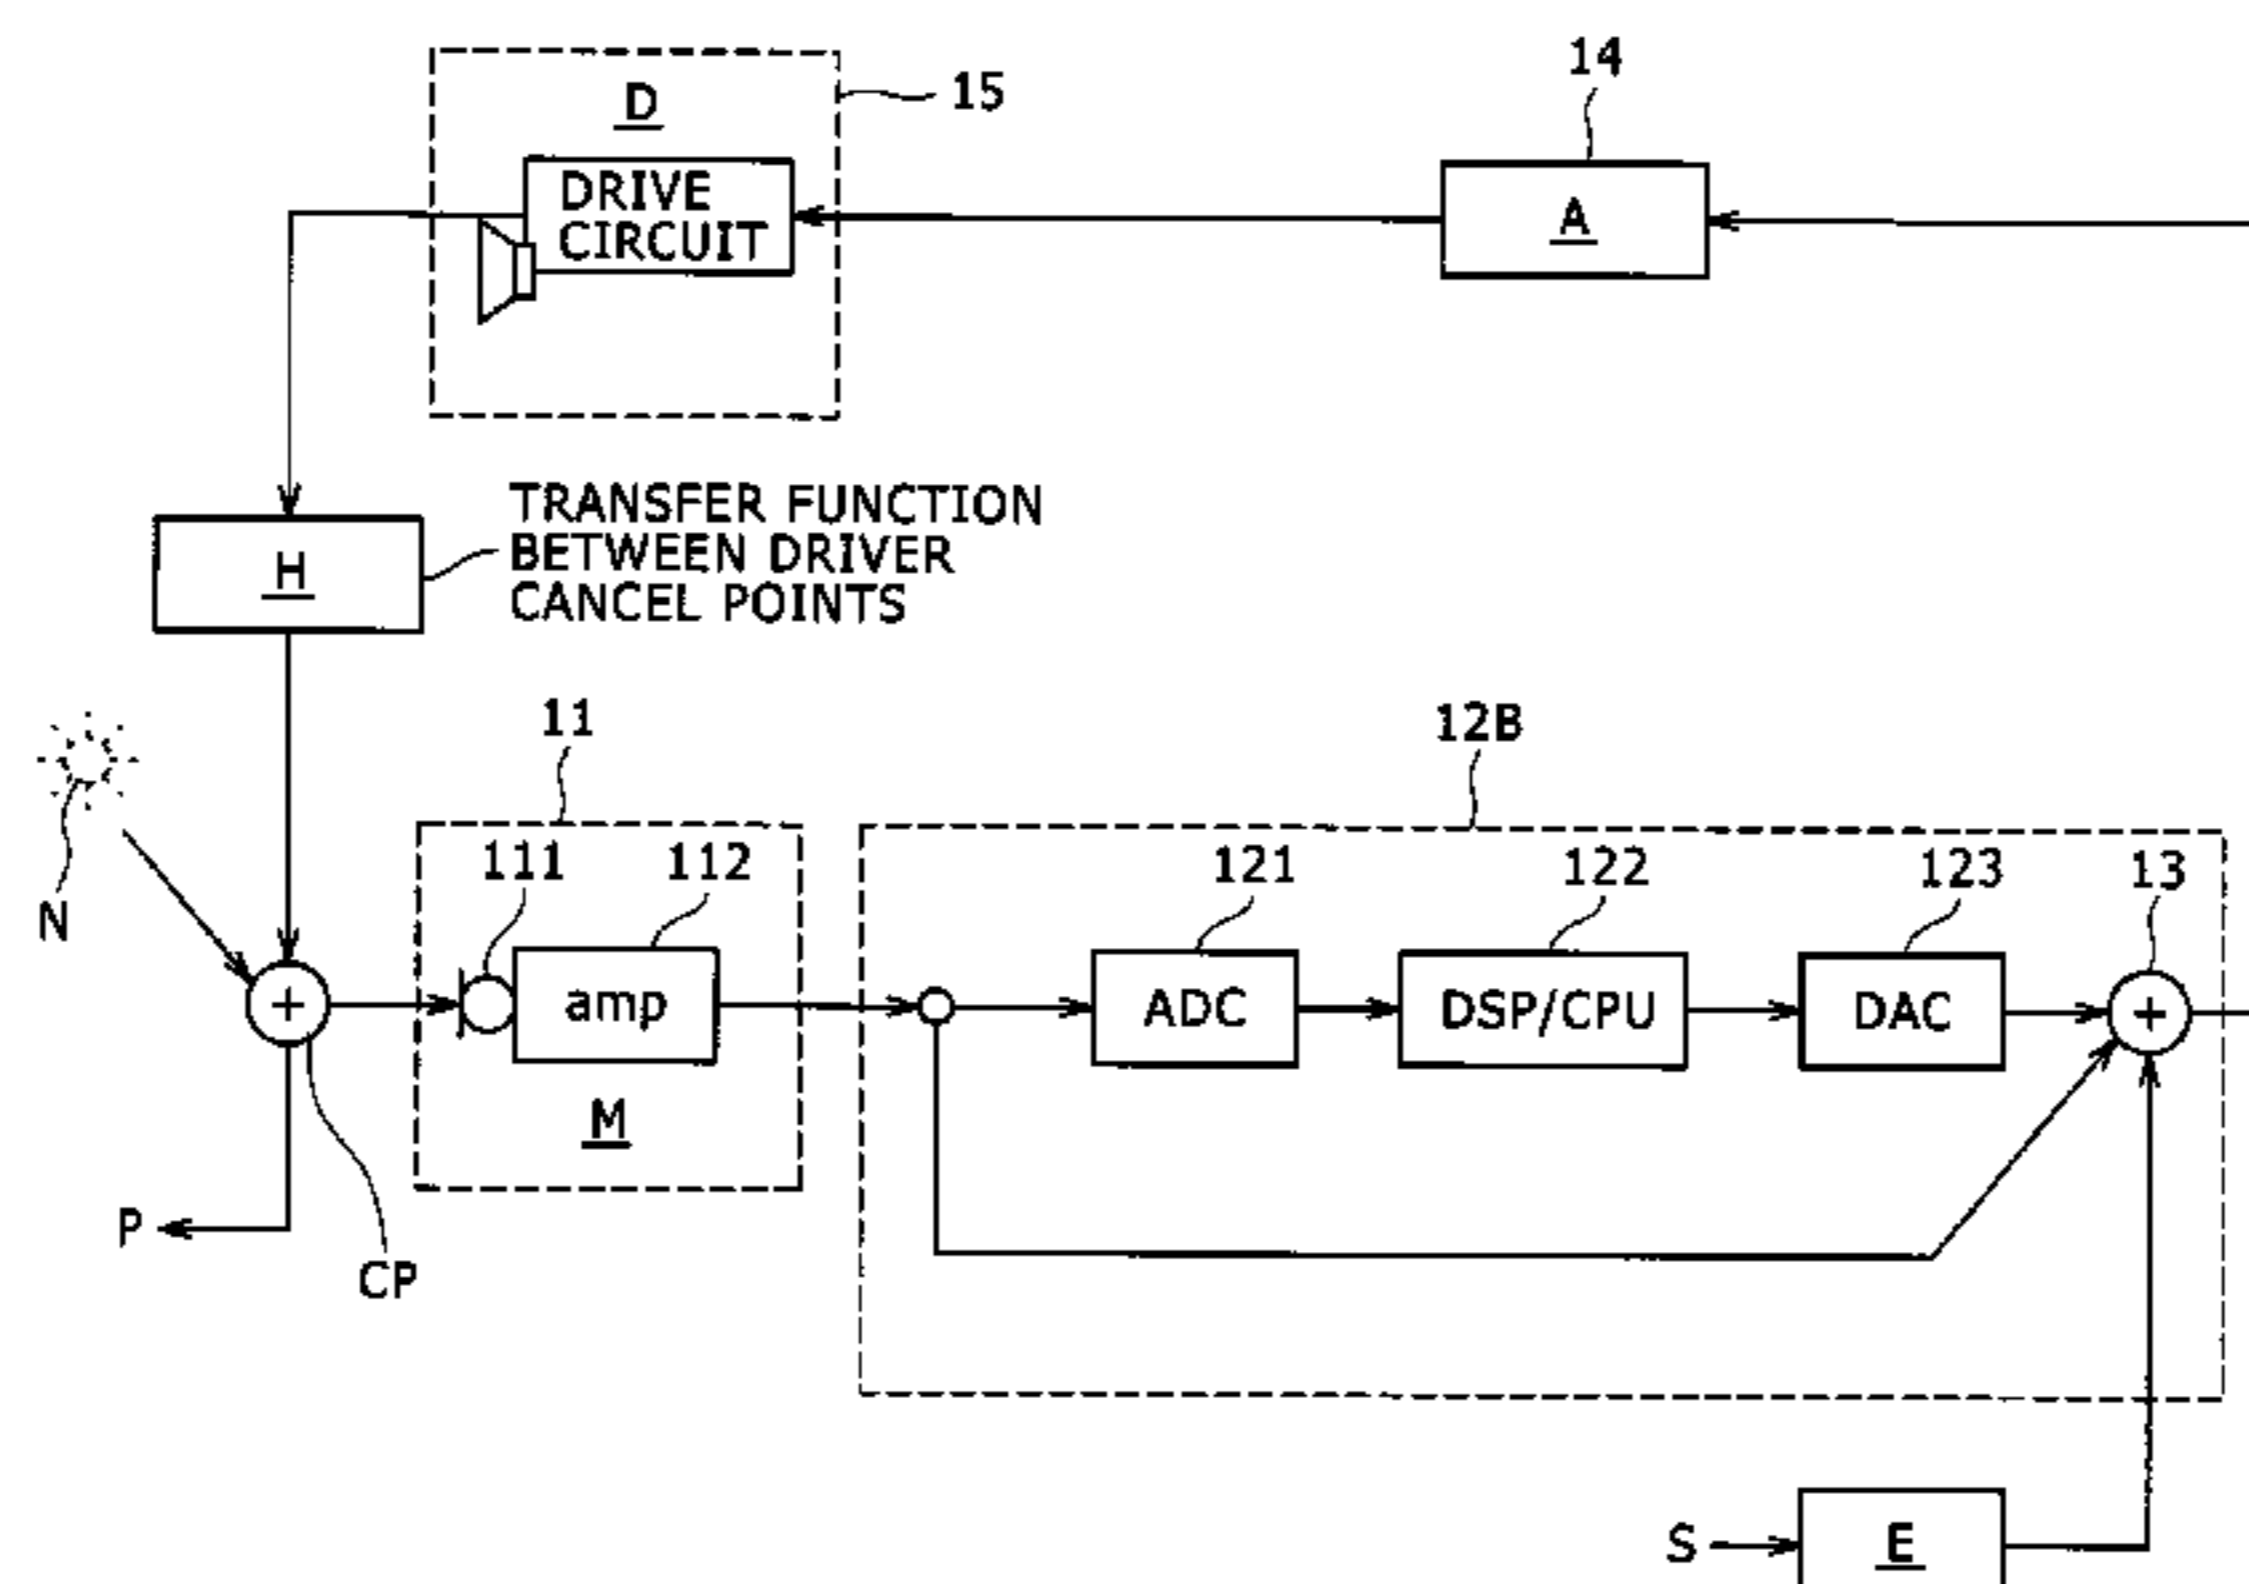 14
15
D
DRIVE
CIRCUIT
A
TRANSFER FUNCTION
BETWEEN DRIVER
CANCEL POINTS
H
11
12B
N
111
112
121
122
123
13
+
amp
ADC
DSP/CPU
DAC
+
M
P
CP
S
E